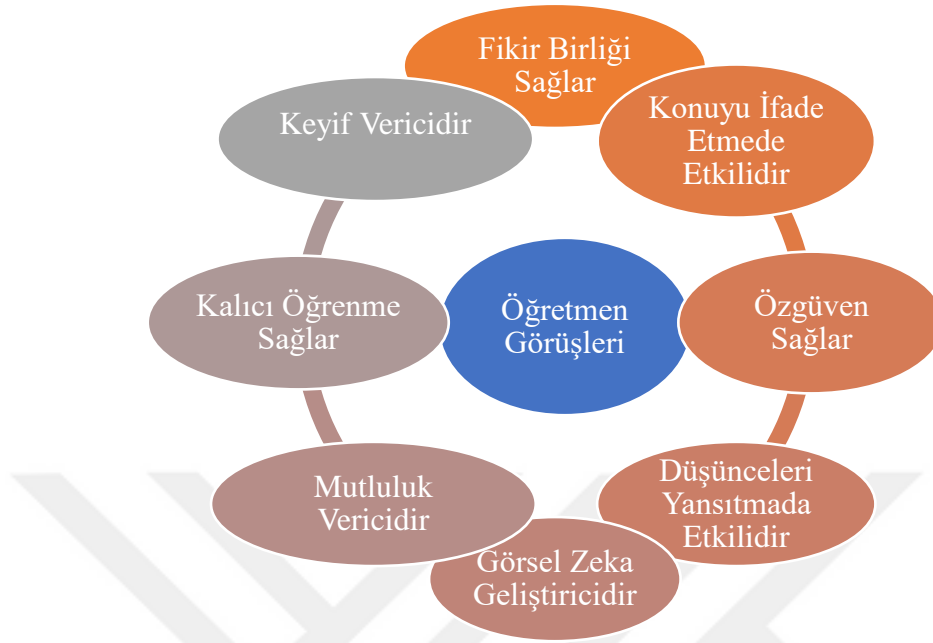 Fikir Birliği
Sağlar
Konuyu İfade
Etmede
Etkilidir
Özgüven
Sağlar
Düşünceleri
Yansıtmada
Etkilidir
Görsel Zeka
Geliştiricidir
Mutluluk
Vericidir
Kalıcı Öğrenme
Sağlar
Keyif Vericidir
Öğretmen
Görüşleri